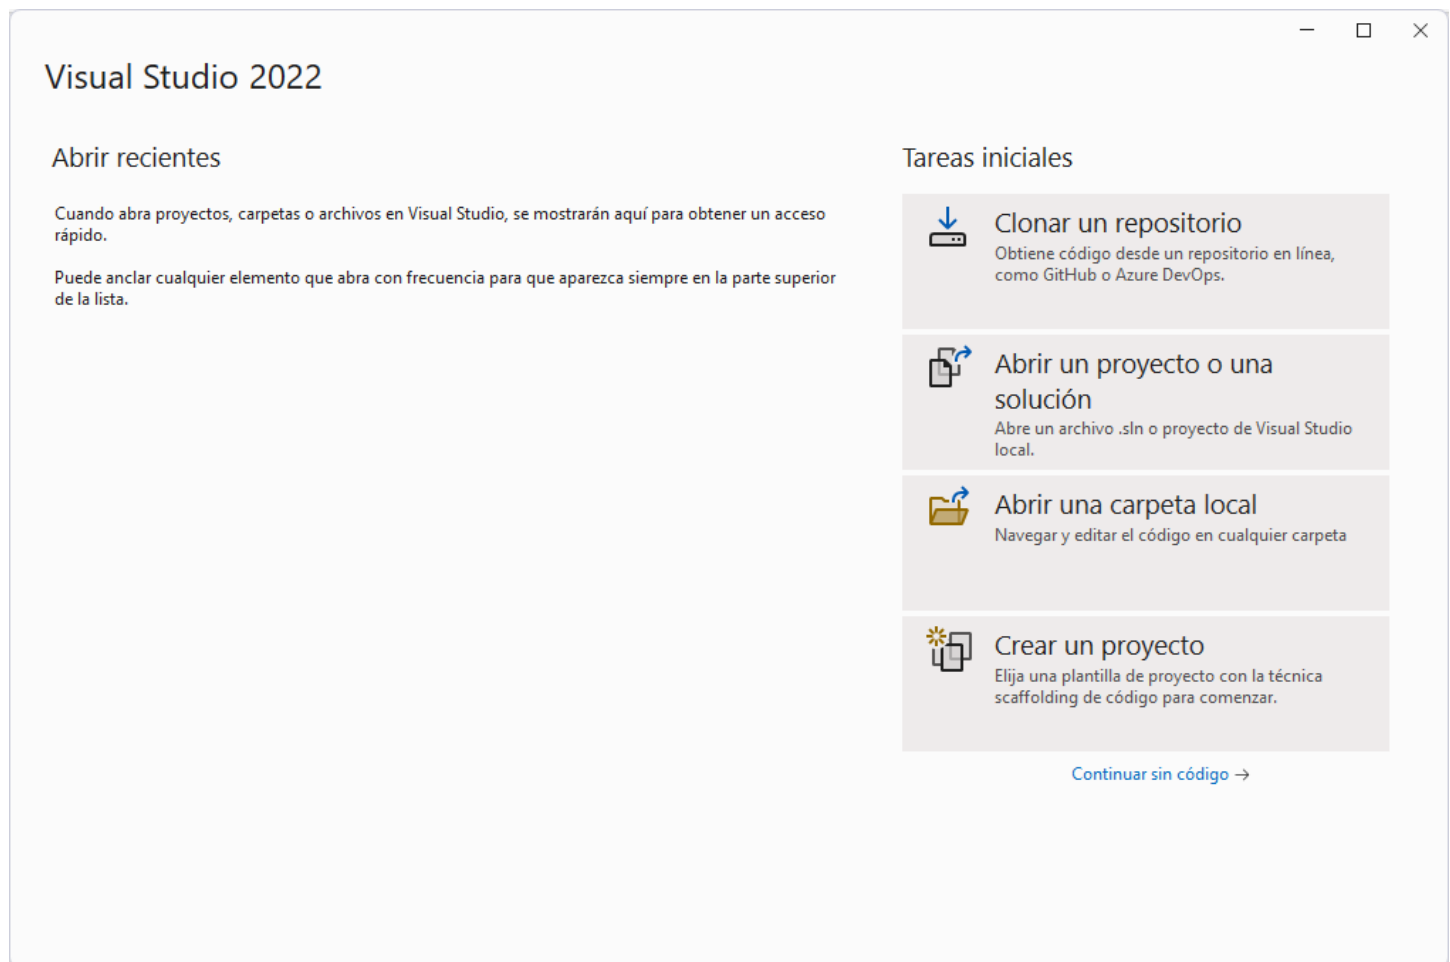 Visual Studio 2022
Abrir recientes
Cuando abra proyectos, carpetas o archivos en Visual Studio, se mostrarán aquí para obtener un acceso
rápido.
Puede anclar cualquier elemento que abra con frecuencia para que aparezca siempre en la parte superior
de la lista.
Tareas iniciales
Clonar un repositorio
Obtiene código desde un repositorio en línea,
como GitHub o Azure DevOps.
Abrir un proyecto o una
solución
Abre un archivo .sln o proyecto de Visual Studio
local.
Abrir una carpeta local
Navegar y editar el código en cualquier carpeta
Crear un proyecto
Elija una plantilla de proyecto con la técnica
scaffolding de código para comenzar.
Continuar sin código →